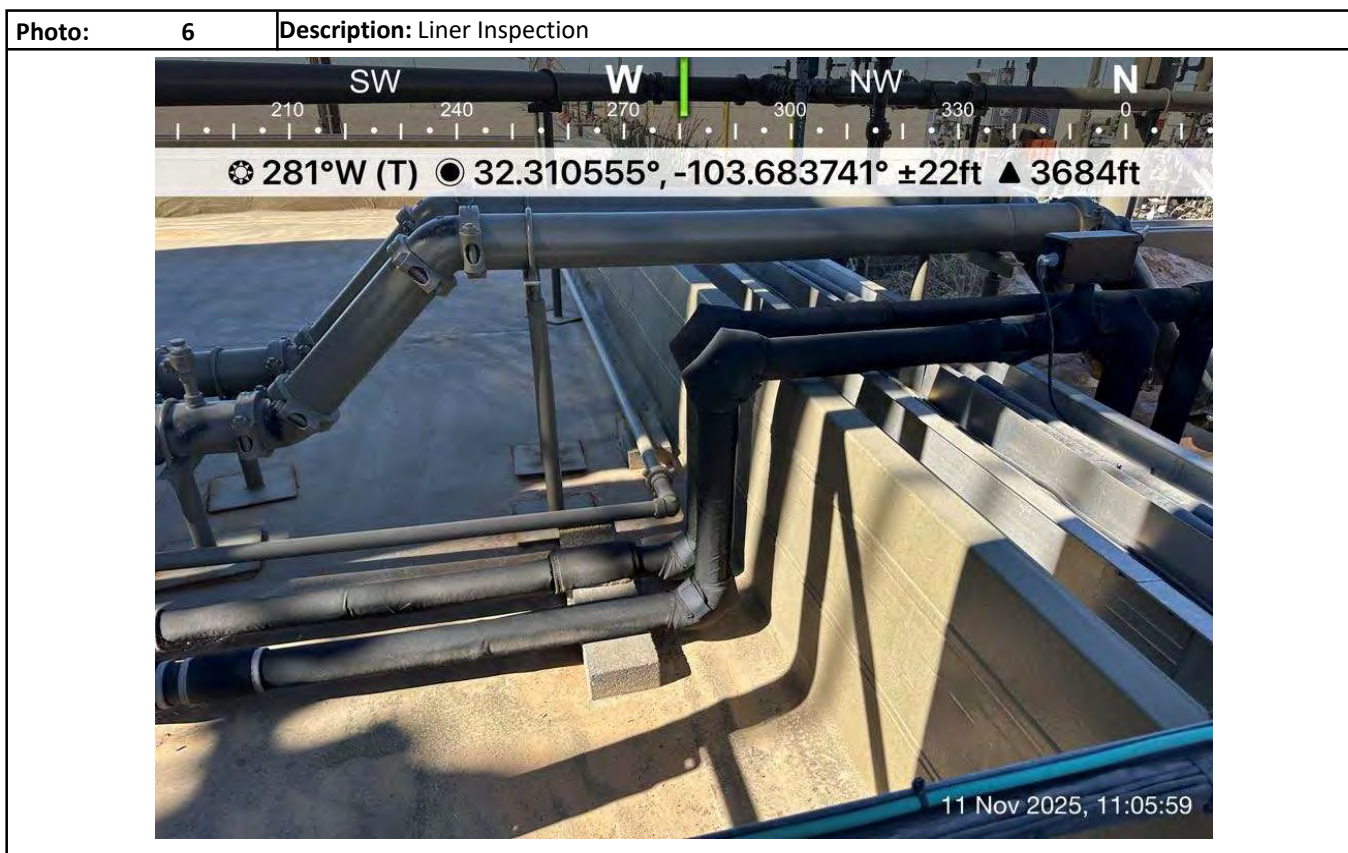 Photo: 6 Description: Liner Inspection
SW W NW N
210 240 270 300 330 0
281°W (T) 32.310555°, -103.683741° ±22ft ▲ 3684ft
11 Nov 2025, 11:05:59